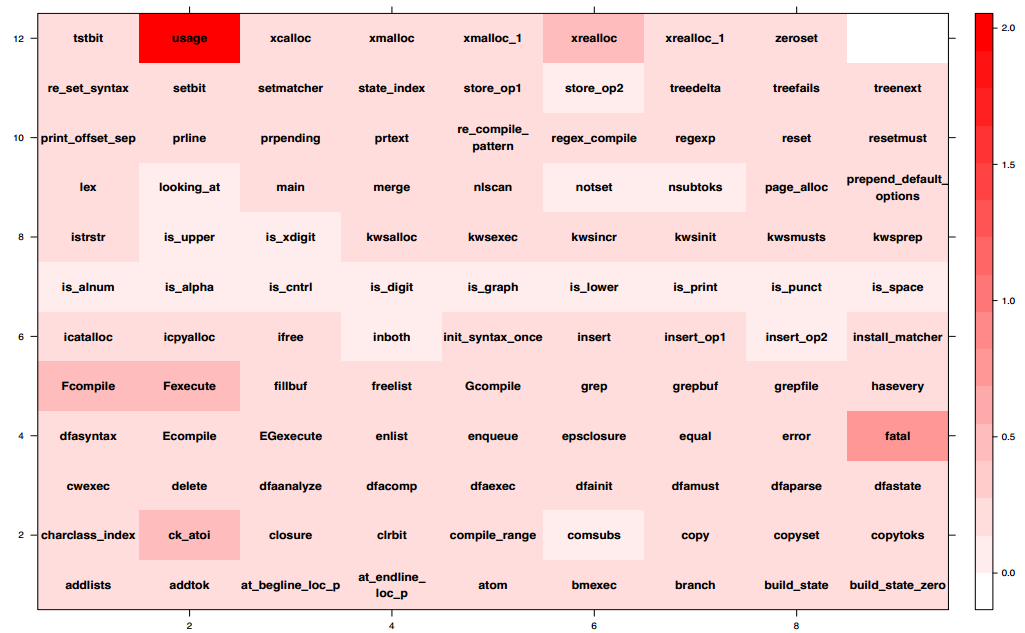 12 tstbit usage xcalloc xmalloc xmalloc_1 xrealloc xrealloc_1 zeroset 2.0
re_set_syntax setbit setmatcher state_index store_op1 store_op2 treedelta treefails treenext
10 print_offset_sep prline prpending prtext re_compile_
pattern regex_compile regexp reset resetmust
1.5
lex looking_at main merge nlscan notset nsubtoks page_alloc prepend_default_
options
8 istrstr is_upper is_xdigit kwsalloc kwsexec kwsincr kwsinit kwsmusts kwsprep
is_alnum is_alpha is_cntrl is_digit is_graph is_lower is_print is_punct is_space 1.0
6 icatalloc icpyalloc ifree inboth init_syntax_once insert insert_op1 insert_op2 install_matcher
Fcompile Fexecute fillbuf freelist Gcompile grep grepbuf grepfile hasevery
4 dfasyntax Ecompile EGexecute enlist enqueue epsclosure equal error fatal 0.5
cwexec delete dfaanalyze dfacomp dfaexec dfainit dfamust dfaparse dfastate
2 charclass_index ck_atoi closure clrbit compile_range comsubs copy copyset copytoks
0.0
addlists addtok at_begline_loc_p at_endline_
loc_p atom bmexec branch build_state build_state_zero
2 4 6 8